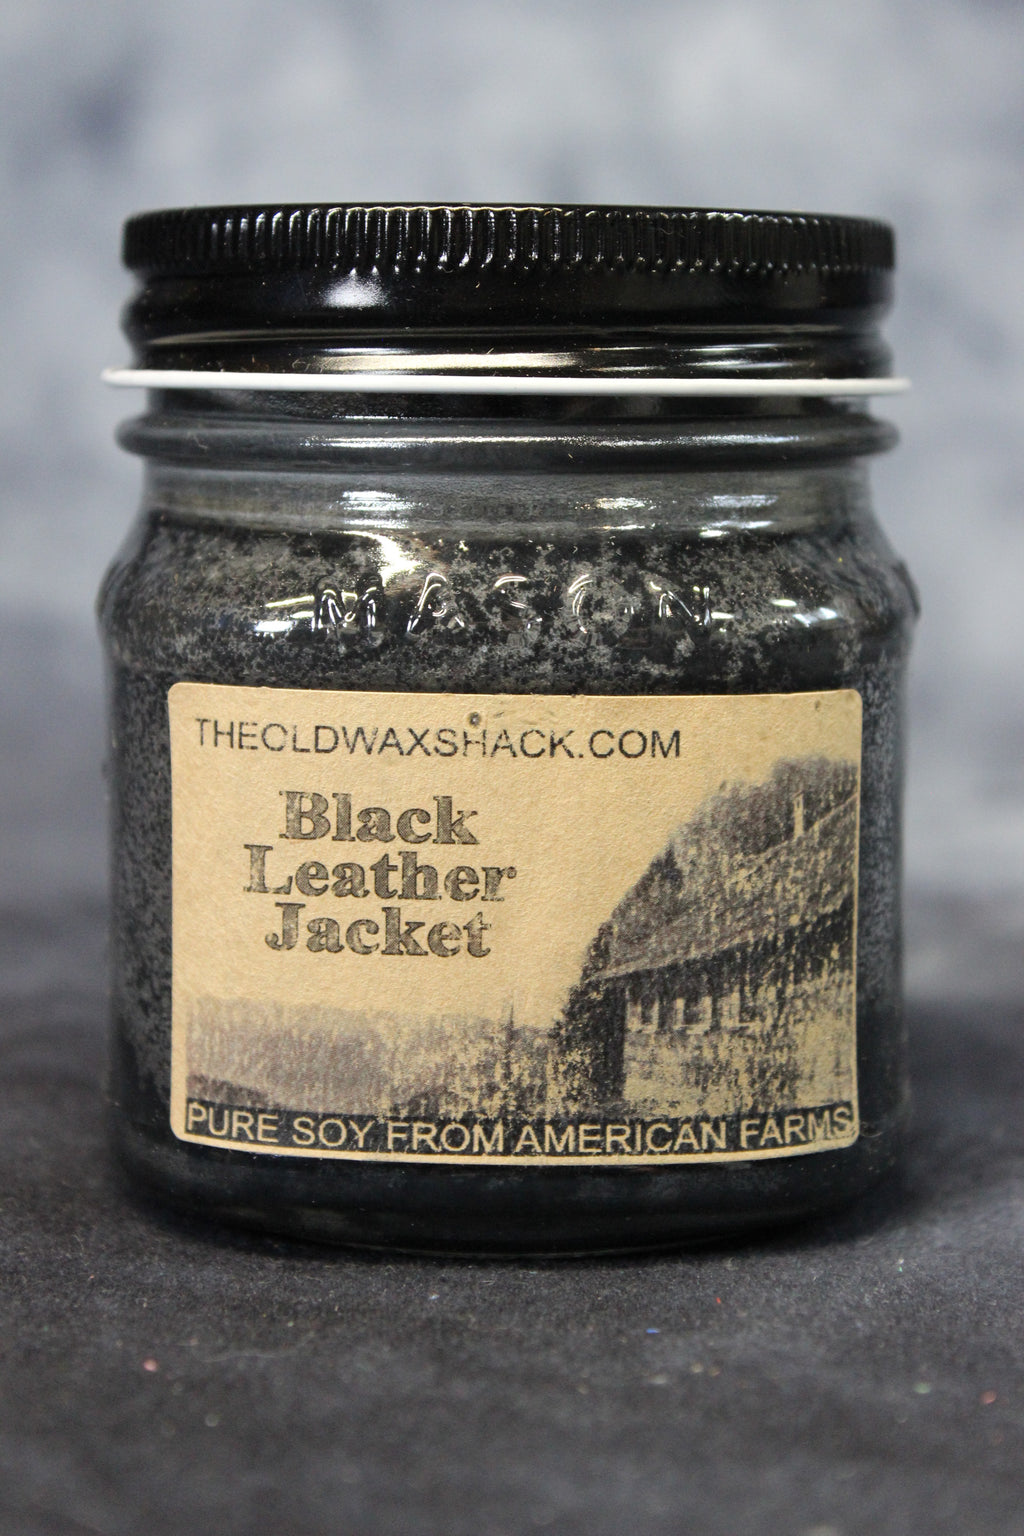 MASON
THEOLDWAXSHACK.COM
Black
Leather
Jacket
PURE SOY FROM AMERICAN FARMS